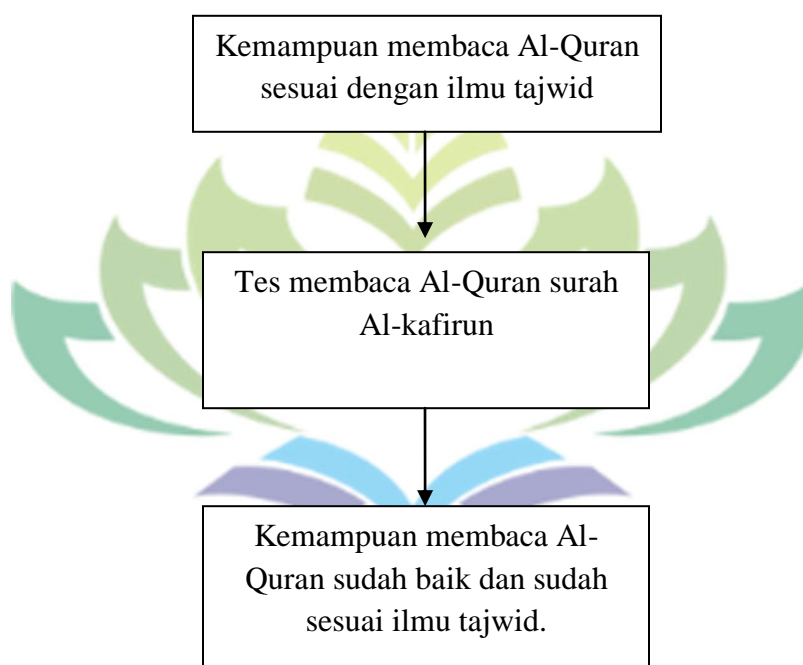 Kemampuan membaca Al-Quran
sesuai dengan ilmu tajwid
Tes membaca Al-Quran surah
Al-kafirun
Kemampuan membaca Al-
Quran sudah baik dan sudah
sesuai ilmu tajwid.